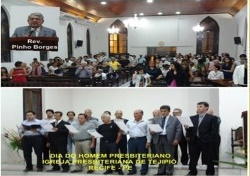 Rev.
Pinho Borges
DIA DO HOMEM PRESBITERIANO
IGREJA PRESBITERIANA DE TEJIPIÓ
RECIFE - PE